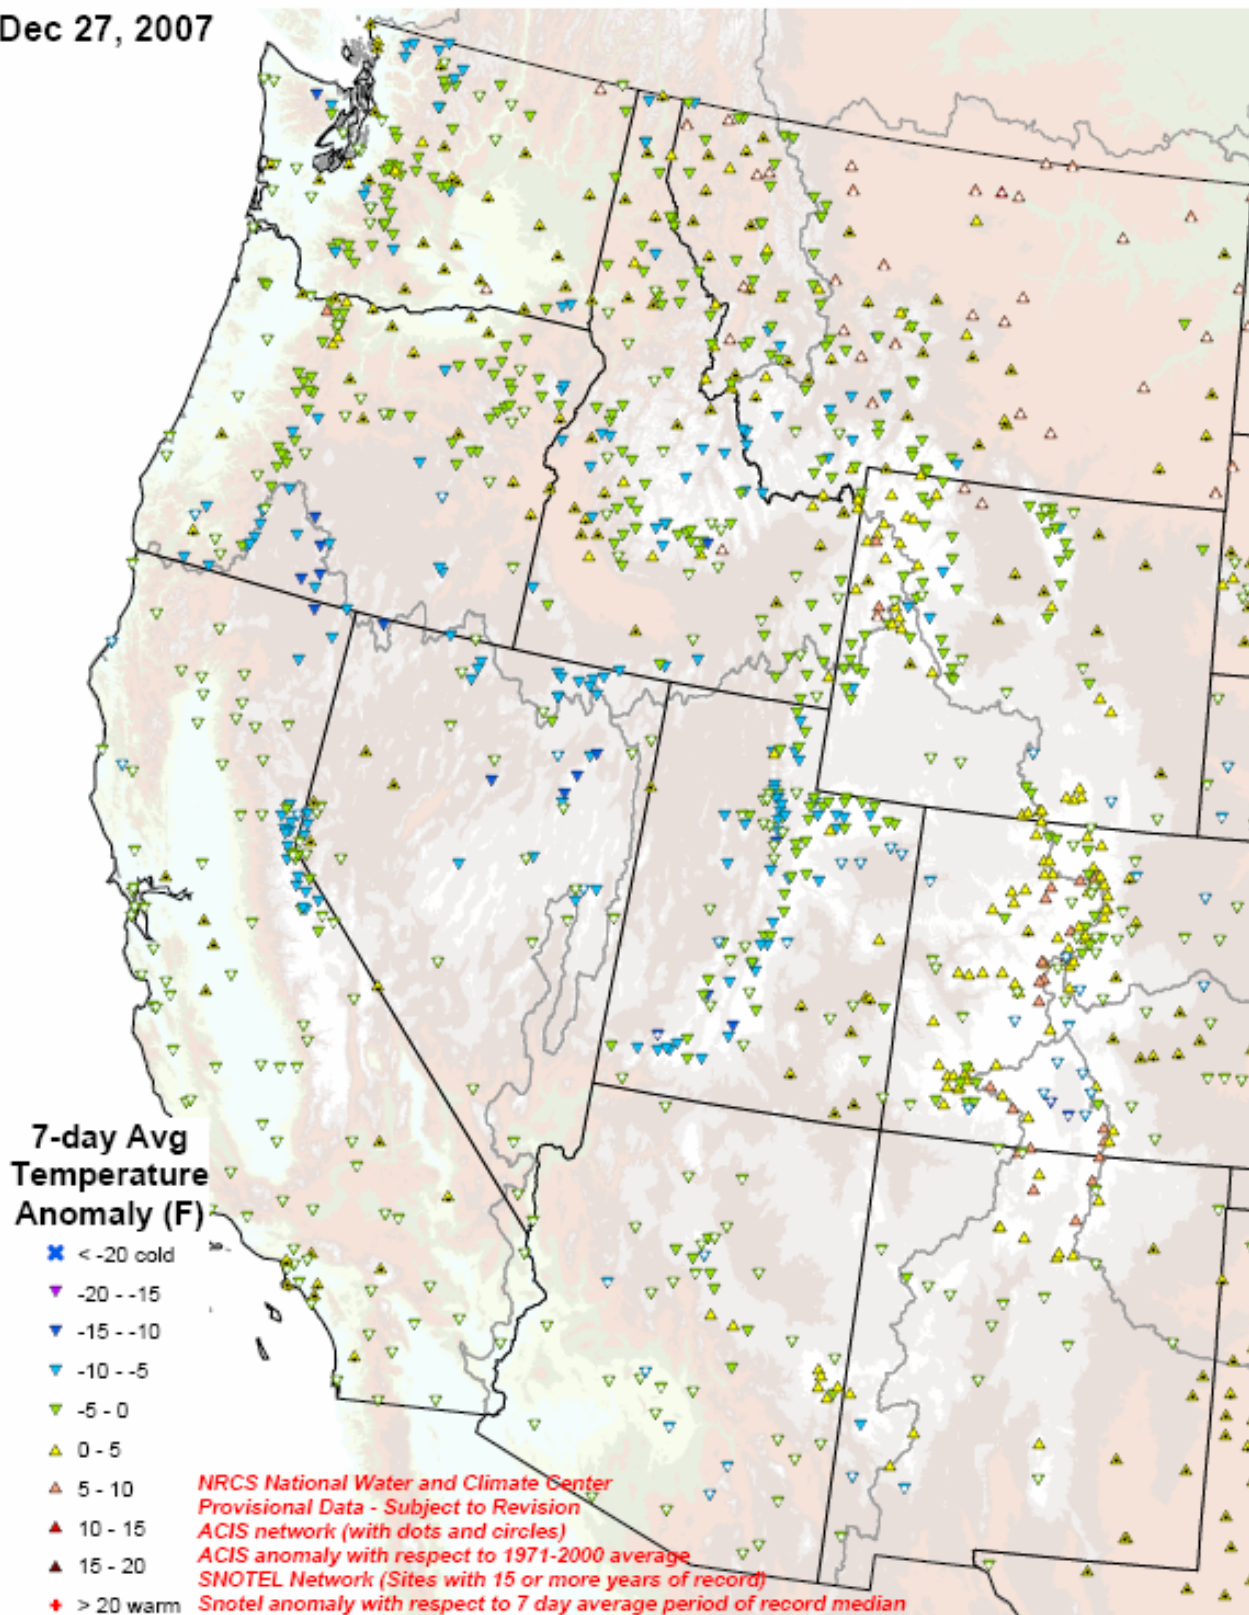 Dec 27, 2007
7-day Avg
Temperature
Anomaly (F)
< -20 cold
-20 - -15
-15 - -10
-10 - -5
-5 - 0
0 - 5
5 - 10
10 - 15
15 - 20
> 20 warm
NRCS National Water and Climate Center
Provisional Data - Subject to Revision
ACIS network (with dots and circles)
ACIS anomaly with respect to 1971-2000 average
SNOTEL Network (Sites with 15 or more years of record)
Snotel anomaly with respect to 7 day average period of record median